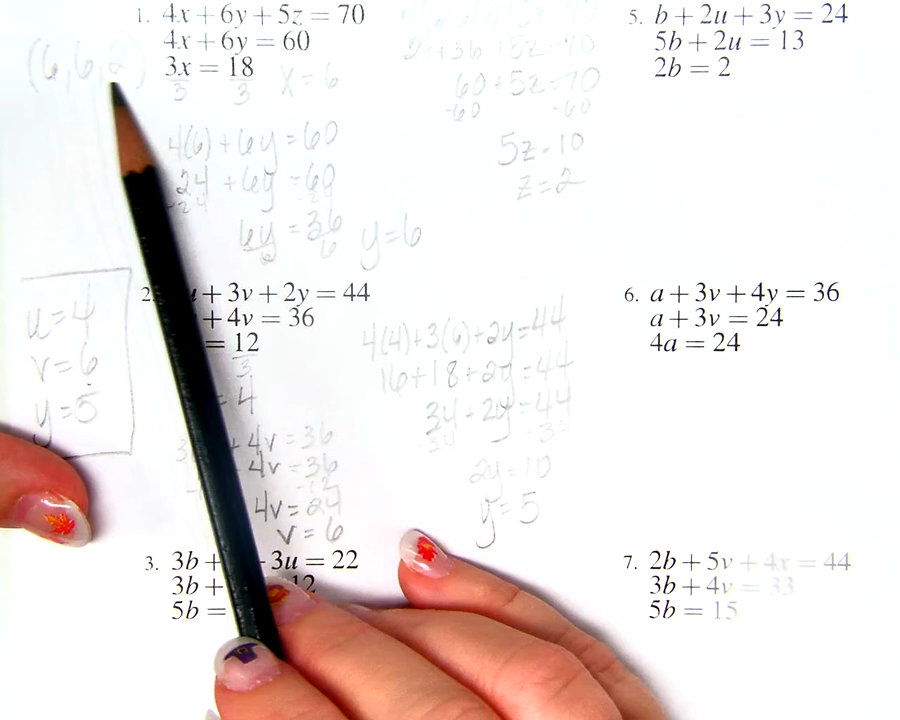 1. 4x + 6y + 5z = 70
4x + 6y = 60
3x = 18
3 3 x = 6
(6,6,2)
4(6) + 6y = 60
24 + 6y = 60
-24
6y = 36
6 y = 6
+ 36 + 5z = 70
60 + 5z = 70
-60 -60
5z = 10
z = 2
2. u + 3v + 2y = 44
+ 4v = 36
= 12
3
= 4
+ 4v = 36
4v = 36
-12
4v = 24
v = 6
4(4) + 3(6) + 2y = 44
16 + 18 + 2y = 44
34 + 2y = 44
34 -34
2y = 10
y = 5
u = 4
v = 6
y = 5
3. 3b + 3u = 22
3b + 12
5b =
5. b + 2u + 3y = 24
5b + 2u = 13
2b = 2
6. a + 3v + 4y = 36
a + 3v = 24
4a = 24
7. 2b + 5v + 4x = 44
3b + 4v = 33
5b = 15